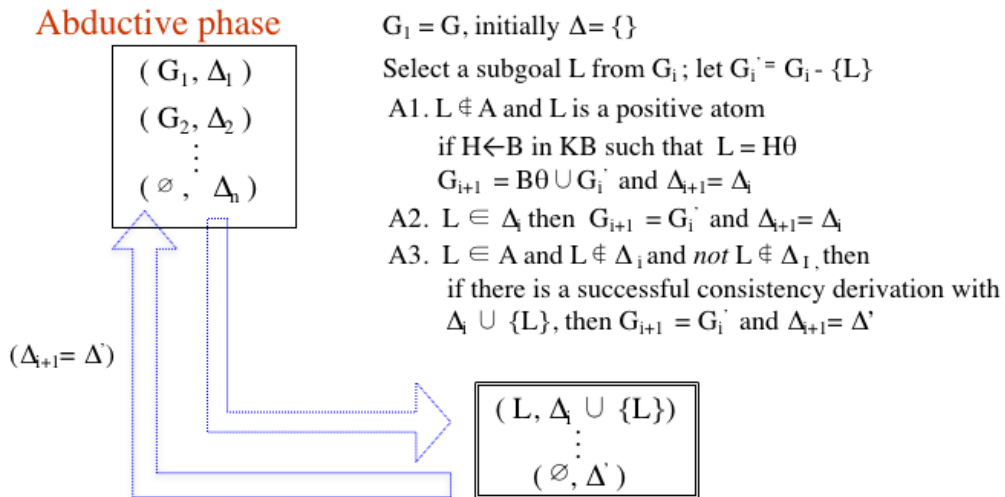 Abductive phase
( G₁, Δ₁ )
( G₂, Δ₂ )
⋮
( ∅ , Δₙ )
G₁ = G, initially Δ= {}
Select a subgoal L from Gᵢ ; let Gᵢ' = Gᵢ - {L}
A1. L ∉ A and L is a positive atom
if H←B in KB such that L = Hθ
Gᵢ₊₁ = Bθ ∪ Gᵢ' and Δᵢ₊₁= Δᵢ
A2. L ∈ Δᵢ then Gᵢ₊₁ = Gᵢ' and Δᵢ₊₁= Δᵢ
A3. L ∈ A and L ∉ Δᵢ and not L ∉ Δ_I, then
if there is a successful consistency derivation with
Δᵢ ∪ {L}, then Gᵢ₊₁ = Gᵢ' and Δᵢ₊₁= Δ'
(Δᵢ₊₁= Δ')
( L, Δᵢ ∪ {L})
⋮
( ∅, Δ' )